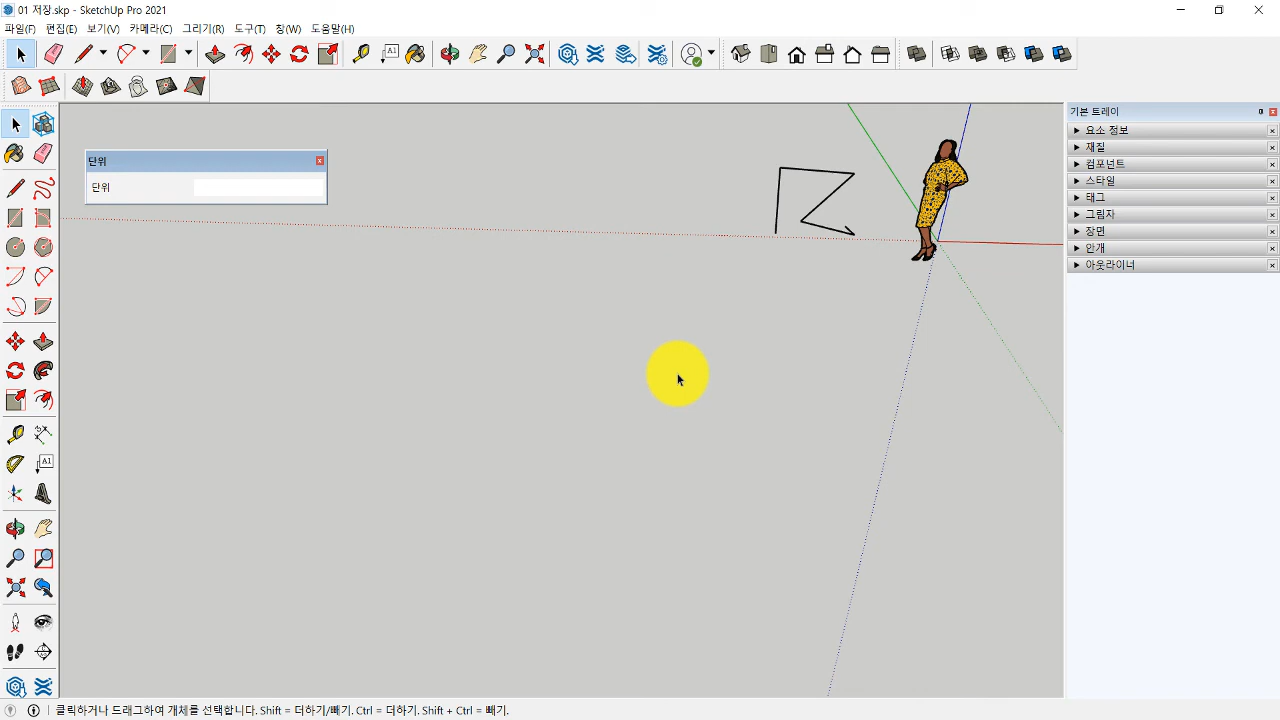 01 저장.skp - SketchUp Pro 2021
파일(F) 편집(E) 보기(V) 카메라(C) 그리기(R) 도구(T) 창(W) 도움말(H)
A1
기본 트레이
요소 정보
재질
컴포넌트
스타일
태그
그림자
장면
안개
아웃라이너
단위
단위
A1
클릭하거나 드래그하여 개체를 선택합니다. Shift = 더하기/빼기. Ctrl = 더하기. Shift + Ctrl = 빼기.